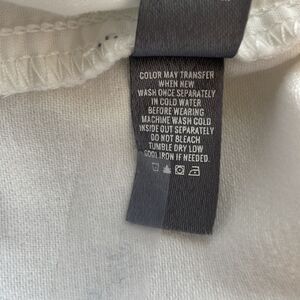 COLOR MAY TRANSFER
WHEN NEW
WASH ONCE SEPARATELY
IN COLD WATER
BEFORE WEARING
MACHINE WASH COLD
INSIDE OUT SEPARATELY
DO NOT BLEACH
TUMBLE DRY LOW
COOL IRON IF NEEDED.